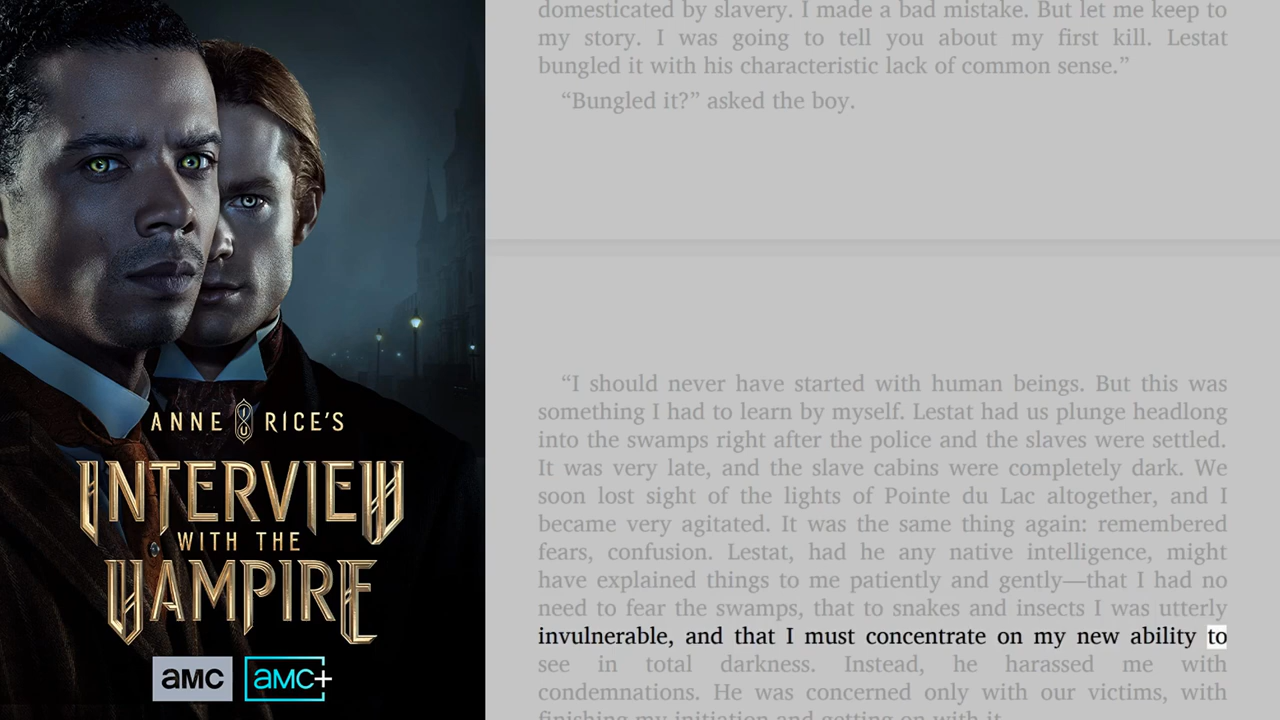 ANNE RICE'S
INTERVIEW
WITH THE
VAMPIRE
aMC
aMC+
domesticated by slavery. I made a bad mistake. But let me keep to
my story. I was going to tell you about my first kill. Lestat
bungled it with his characteristic lack of common sense.”
“Bungled it?” asked the boy.
“I should never have started with human beings. But this was
something I had to learn by myself. Lestat had us plunge headlong
into the swamps right after the police and the slaves were settled.
It was very late, and the slave cabins were completely dark. We
soon lost sight of the lights of Pointe du Lac altogether, and I
became very agitated. It was the same thing again: remembered
fears, confusion. Lestat, had he any native intelligence, might
have explained things to me patiently and gently—that I had no
need to fear the swamps, that to snakes and insects I was utterly
invulnerable, and that I must concentrate on my new ability to
see in total darkness. Instead, he harassed me with
condemnations. He was concerned only with our victims, with
finishing my initiation and getting on with it.